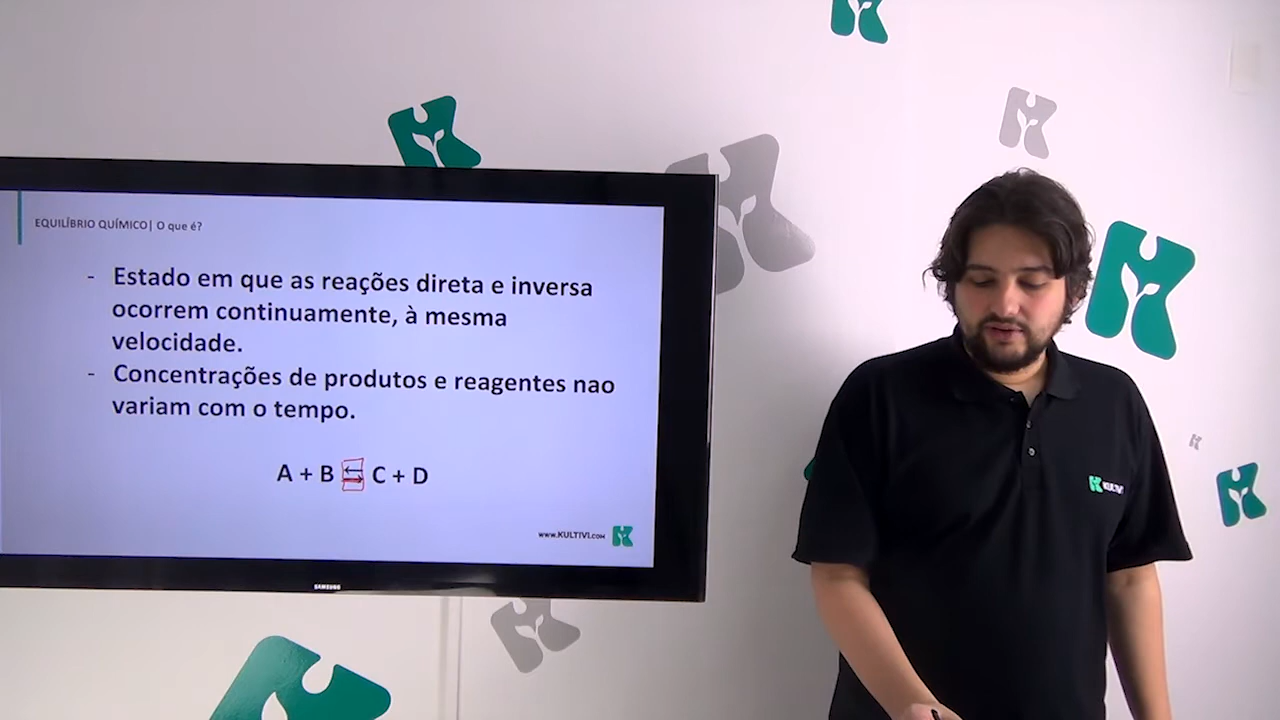 EQUILÍBRIO QUÍMICO| O que é?
- Estado em que as reações direta e inversa
ocorrem continuamente, à mesma
velocidade.
- Concentrações de produtos e reagentes nao
variam com o tempo.
A + B ⇆ C + D
www.KULTIVI.COM
SAMSUNG
KULTIVI